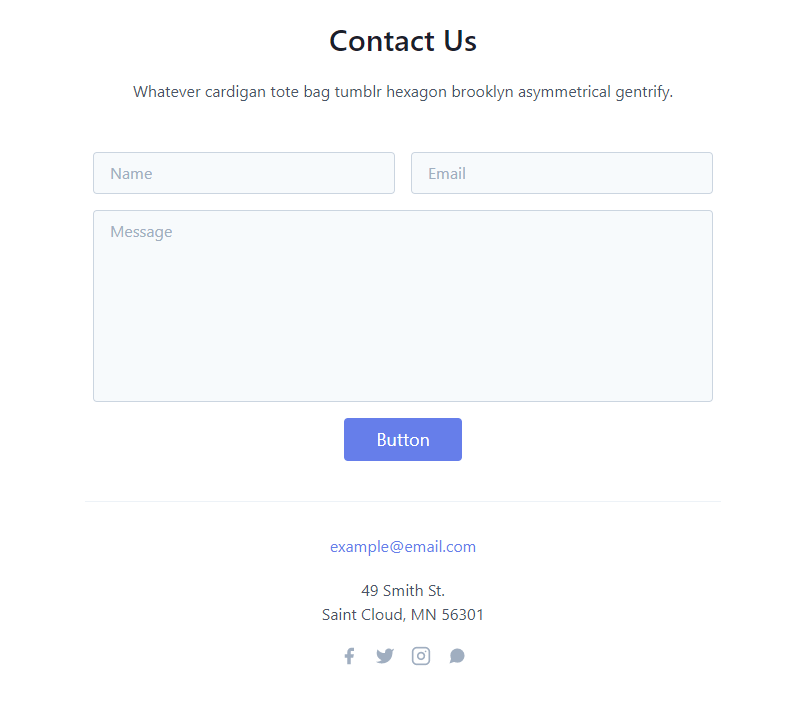 Contact Us
Whatever cardigan tote bag tumblr hexagon brooklyn asymmetrical gentrify.
Name
Email
Message
Button
example@email.com
49 Smith St.
Saint Cloud, MN 56301